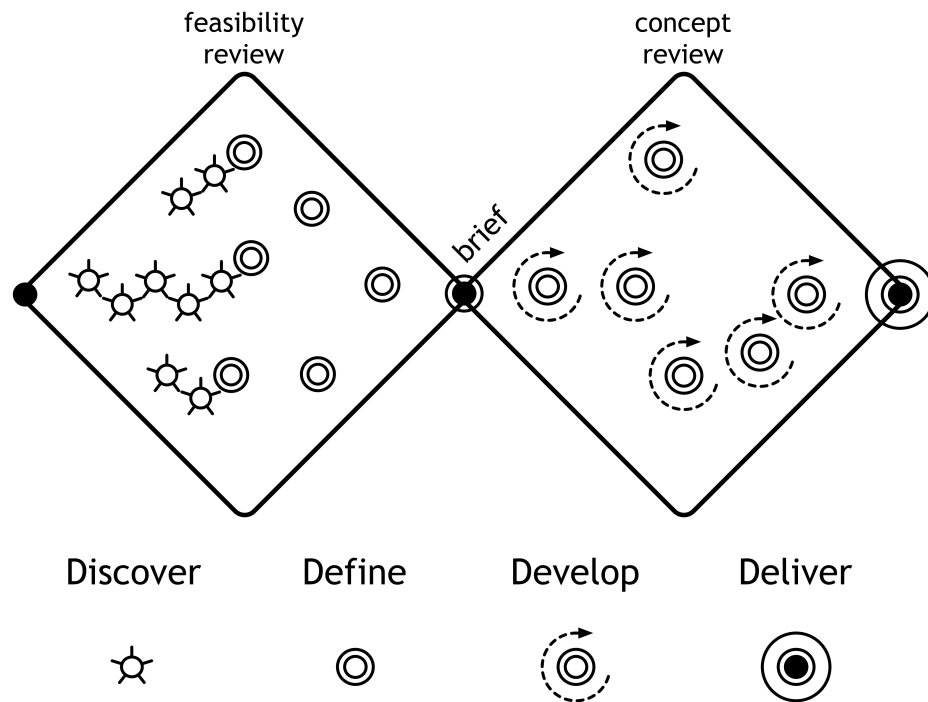 feasibility
review
concept
review
brief
Discover
Define
Develop
Deliver